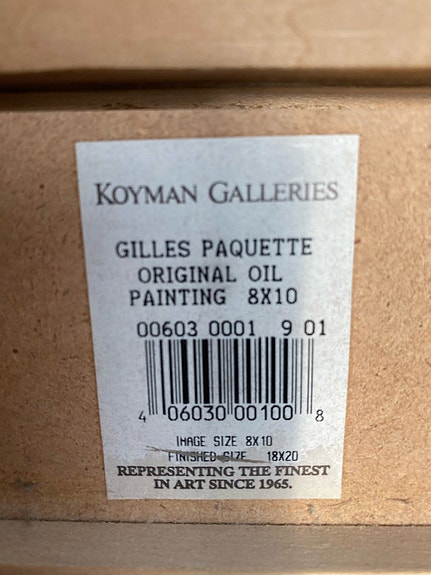 KOYMAN GALLERIES
GILLES PAQUETTE
ORIGINAL OIL
PAINTING 8X10
00603 0001 9 01
4 06030 00100 8
IMAGE SIZE 8X10
FINISHED SIZE 18X20
REPRESENTING THE FINEST
IN ART SINCE 1965.